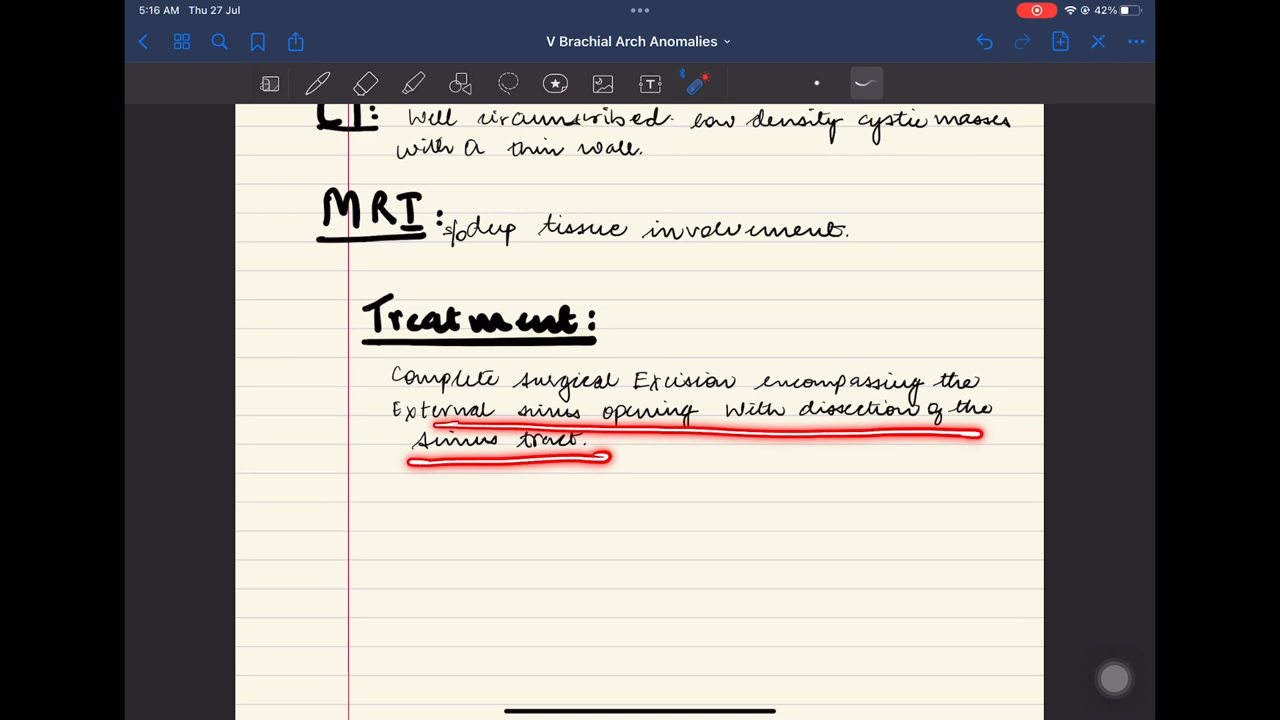 5:16 AM Thu 27 Jul
42%
V Brachial Arch Anomalies
T
CT: Well circumscribed low density cystic masses
with a thin wall.
MRI: s/o deep tissue involvement.
Treatment:
Complete surgical Excision encompassing the
External sinus opening with dissection of the
sinus tract.